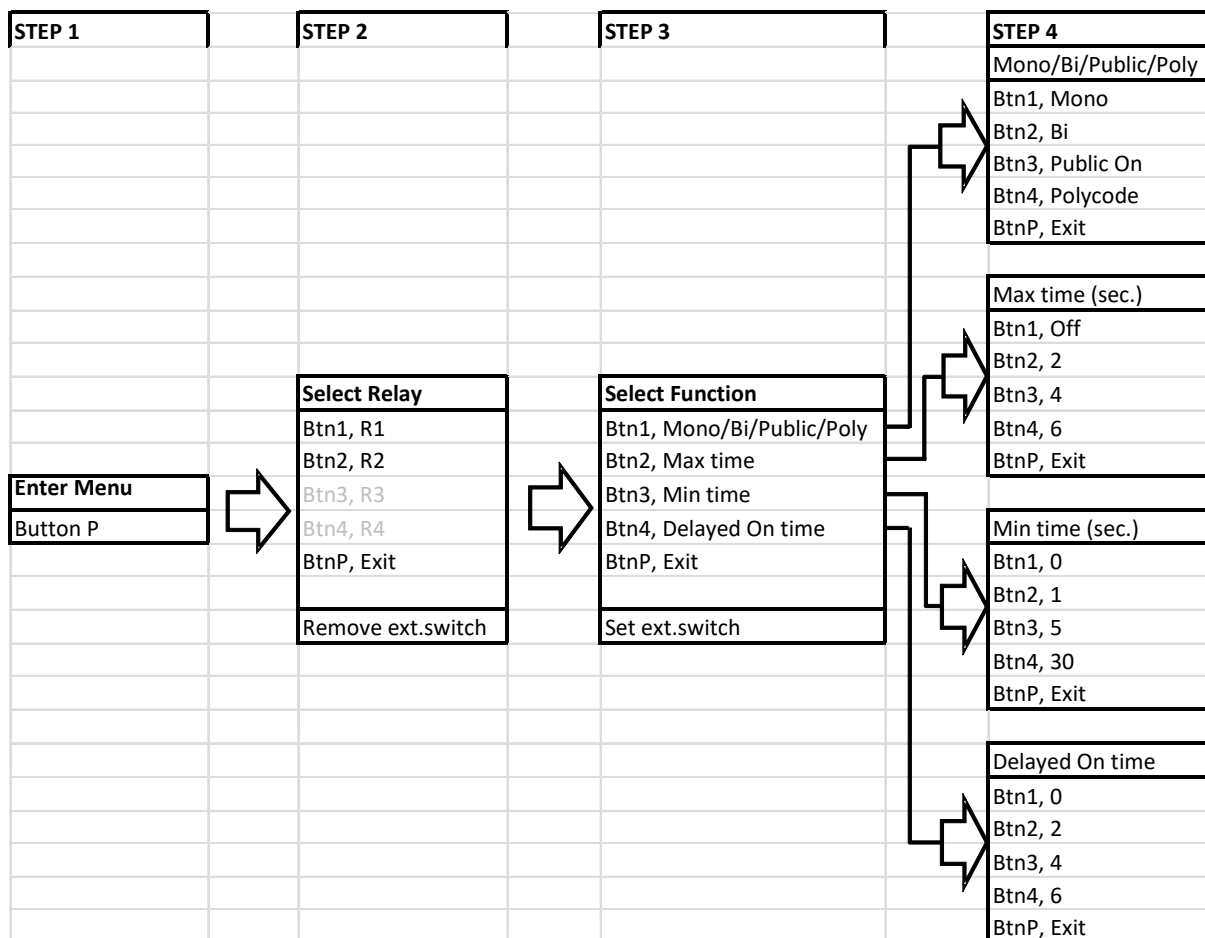 STEP 1
STEP 2
STEP 3
STEP 4
Enter Menu
Button P
Select Relay
Btn1, R1
Btn2, R2
Btn3, R3
Btn4, R4
BtnP, Exit
Remove ext.switch
Select Function
Btn1, Mono/Bi/Public/Poly
Btn2, Max time
Btn3, Min time
Btn4, Delayed On time
BtnP, Exit
Set ext.switch
Mono/Bi/Public/Poly
Btn1, Mono
Btn2, Bi
Btn3, Public On
Btn4, Polycode
BtnP, Exit
Max time (sec.)
Btn1, Off
Btn2, 2
Btn3, 4
Btn4, 6
BtnP, Exit
Min time (sec.)
Btn1, 0
Btn2, 1
Btn3, 5
Btn4, 30
BtnP, Exit
Delayed On time
Btn1, 0
Btn2, 2
Btn3, 4
Btn4, 6
BtnP, Exit